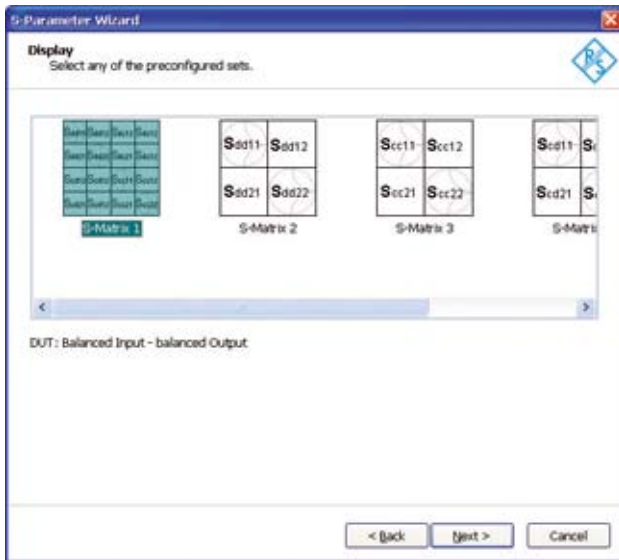 S-Parameter Wizard
Display
Select any of the preconfigured sets.
R&S
Sdd11 Sdd12
Sdd21 Sdd22
Scc11 Scc12
Scc21 Scc22
Scd11
Scd21
S-Matrix 1
S-Matrix 2
S-Matrix 3
DUT: Balanced Input - balanced Output
< Back
Next >
Cancel